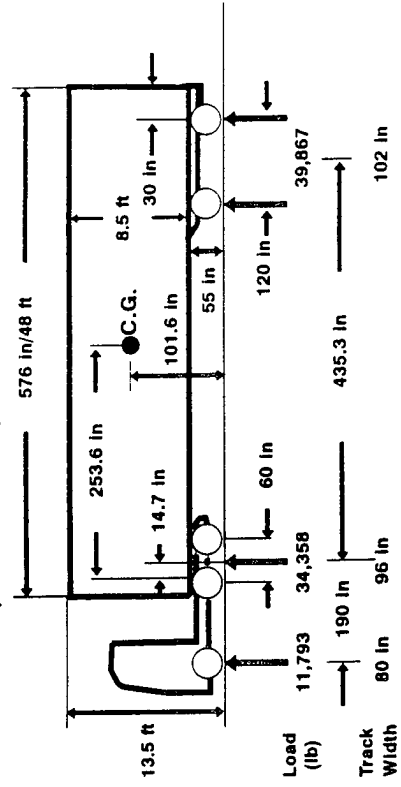 576 in/48 ft
253.6 in
C.G.
8.5 ft
30 in
13.5 ft
14.7 in
101.6 in
55 in
60 in
120 in
Load
(lb)
11,793
34,358
39,867
190 in
435.3 in
Track
Width
80 in
96 in
102 in